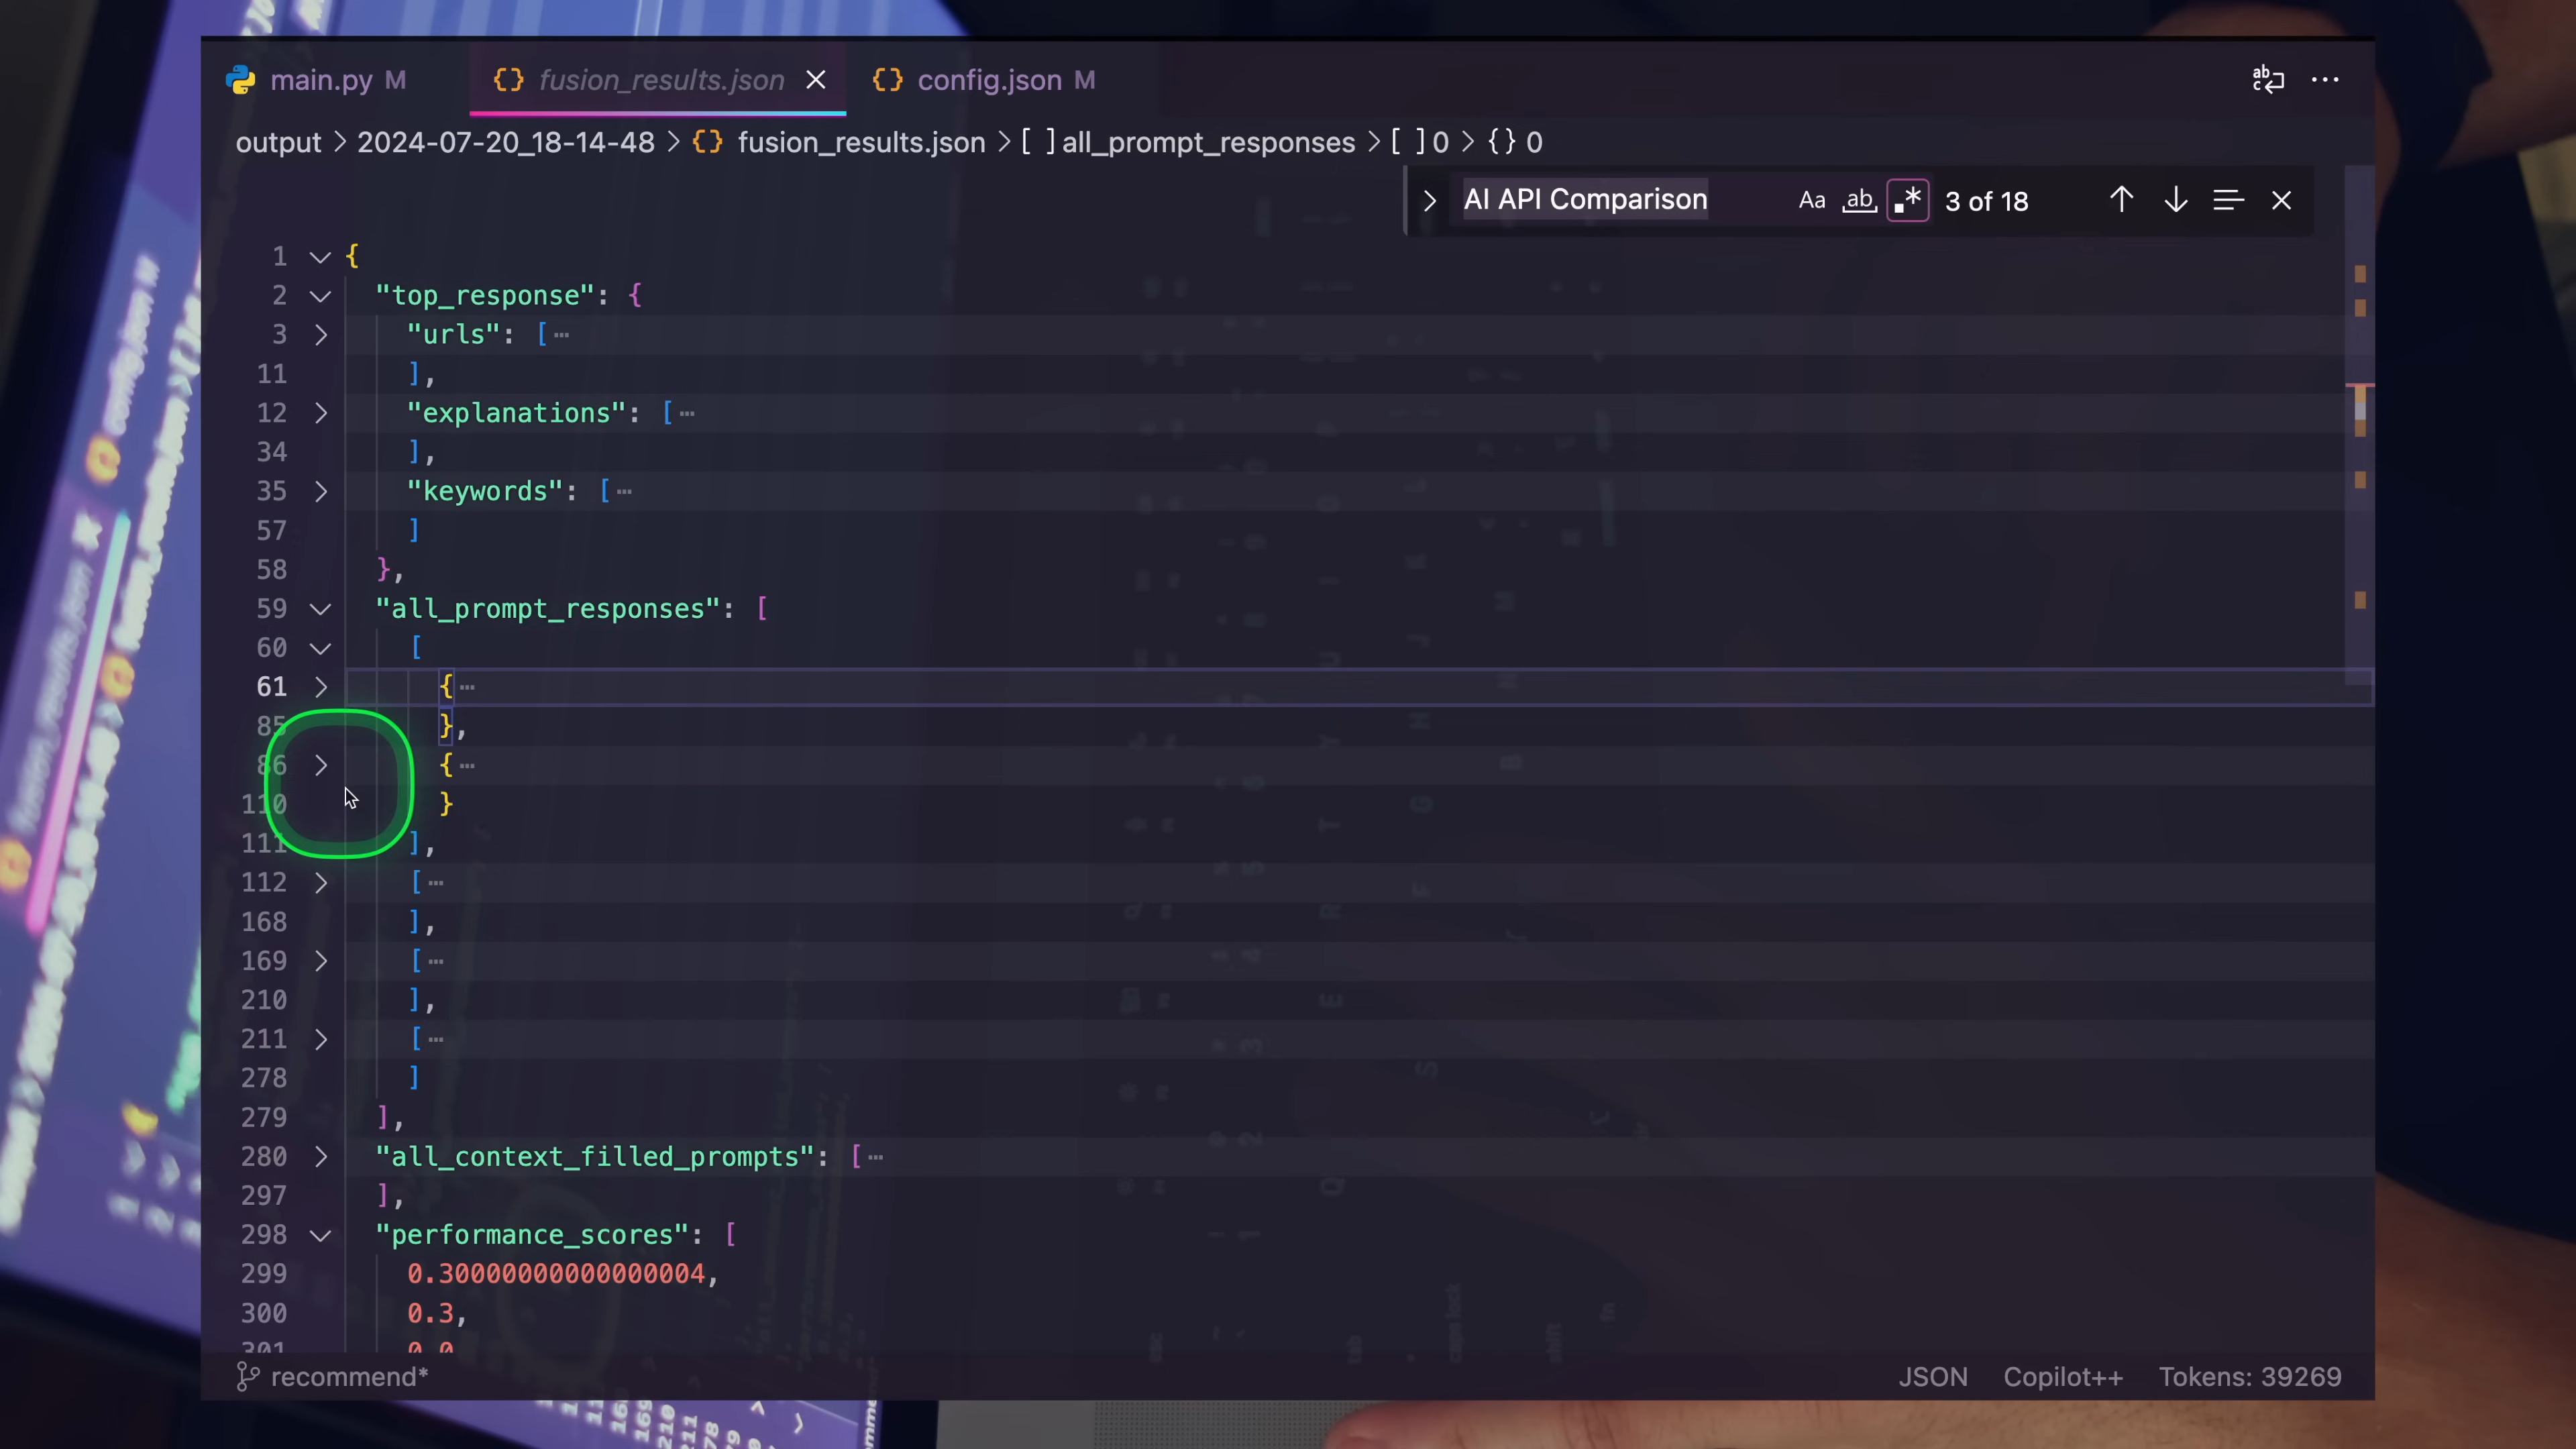 main.py M
fusion_results.json
config.json M
output > 2024-07-20_18-14-48 > {} fusion_results.json > [ ] all_prompt_responses > [ ] 0 > {} 0
AI API Comparison Aa ab .* 3 of 18
1 {
2 "top_response": {
3 "urls": [ ⋯
11 ],
12 "explanations": [ ⋯
34 ],
35 "keywords": [ ⋯
57 ]
58 },
59 "all_prompt_responses": [
60 [
61 { ⋯
85 },
86 { ⋯
110 }
111 ],
112 [ ⋯
168 ],
169 [ ⋯
210 ],
211 [ ⋯
278 ]
279 ],
280 "all_context_filled_prompts": [ ⋯
297 ],
298 "performance_scores": [
299 0.30000000000000004,
300 0.3,
301 0.0
recommend*
JSON Copilot++ Tokens: 39269